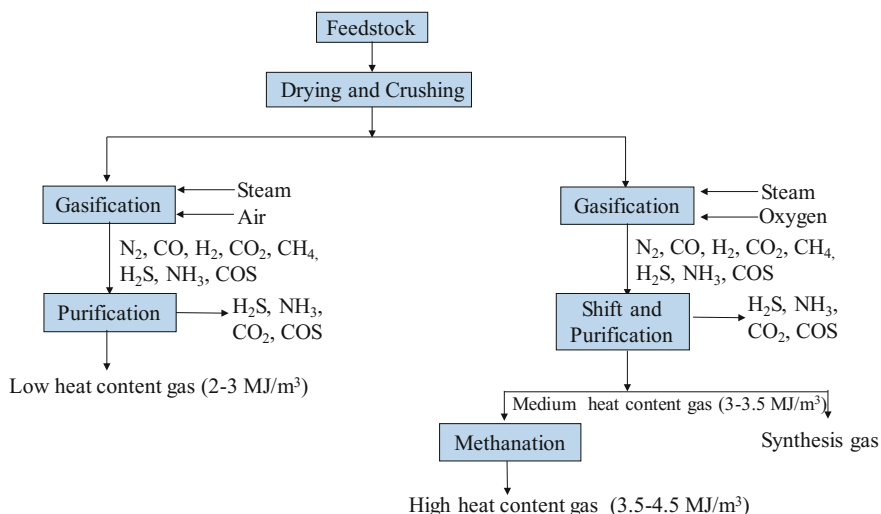 Feedstock
Drying and Crushing
Steam
Gasification
Air
N₂, CO, H₂, CO₂, CH₄,
H₂S, NH₃, COS
Purification
H₂S, NH₃,
CO₂, COS
Low heat content gas (2-3 MJ/m³)
Steam
Gasification
Oxygen
N₂, CO, H₂, CO₂, CH₄,
H₂S, NH₃, COS
Shift and
Purification
H₂S, NH₃,
CO₂, COS
Medium heat content gas (3-3.5 MJ/m³)
Methanation
Synthesis gas
High heat content gas (3.5-4.5 MJ/m³)